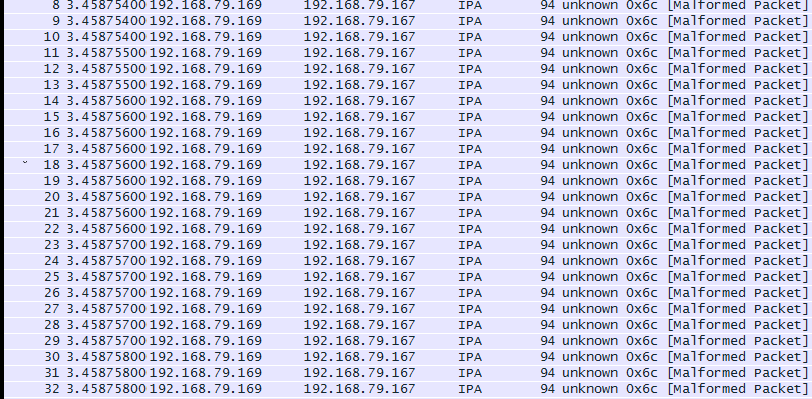 8 3.45875400 192.168.79.169 192.168.79.167 IPA 94 unknown 0x6c [Malformed Packet]
9 3.45875400 192.168.79.169 192.168.79.167 IPA 94 unknown 0x6c [Malformed Packet]
10 3.45875400 192.168.79.169 192.168.79.167 IPA 94 unknown 0x6c [Malformed Packet]
11 3.45875500 192.168.79.169 192.168.79.167 IPA 94 unknown 0x6c [Malformed Packet]
12 3.45875500 192.168.79.169 192.168.79.167 IPA 94 unknown 0x6c [Malformed Packet]
13 3.45875500 192.168.79.169 192.168.79.167 IPA 94 unknown 0x6c [Malformed Packet]
14 3.45875600 192.168.79.169 192.168.79.167 IPA 94 unknown 0x6c [Malformed Packet]
15 3.45875600 192.168.79.169 192.168.79.167 IPA 94 unknown 0x6c [Malformed Packet]
16 3.45875600 192.168.79.169 192.168.79.167 IPA 94 unknown 0x6c [Malformed Packet]
17 3.45875600 192.168.79.169 192.168.79.167 IPA 94 unknown 0x6c [Malformed Packet]
18 3.45875600 192.168.79.169 192.168.79.167 IPA 94 unknown 0x6c [Malformed Packet]
19 3.45875600 192.168.79.169 192.168.79.167 IPA 94 unknown 0x6c [Malformed Packet]
20 3.45875600 192.168.79.169 192.168.79.167 IPA 94 unknown 0x6c [Malformed Packet]
21 3.45875600 192.168.79.169 192.168.79.167 IPA 94 unknown 0x6c [Malformed Packet]
22 3.45875600 192.168.79.169 192.168.79.167 IPA 94 unknown 0x6c [Malformed Packet]
23 3.45875700 192.168.79.169 192.168.79.167 IPA 94 unknown 0x6c [Malformed Packet]
24 3.45875700 192.168.79.169 192.168.79.167 IPA 94 unknown 0x6c [Malformed Packet]
25 3.45875700 192.168.79.169 192.168.79.167 IPA 94 unknown 0x6c [Malformed Packet]
26 3.45875700 192.168.79.169 192.168.79.167 IPA 94 unknown 0x6c [Malformed Packet]
27 3.45875700 192.168.79.169 192.168.79.167 IPA 94 unknown 0x6c [Malformed Packet]
28 3.45875700 192.168.79.169 192.168.79.167 IPA 94 unknown 0x6c [Malformed Packet]
29 3.45875700 192.168.79.169 192.168.79.167 IPA 94 unknown 0x6c [Malformed Packet]
30 3.45875800 192.168.79.169 192.168.79.167 IPA 94 unknown 0x6c [Malformed Packet]
31 3.45875800 192.168.79.169 192.168.79.167 IPA 94 unknown 0x6c [Malformed Packet]
32 3.45875800 192.168.79.169 192.168.79.167 IPA 94 unknown 0x6c [Malformed Packet]